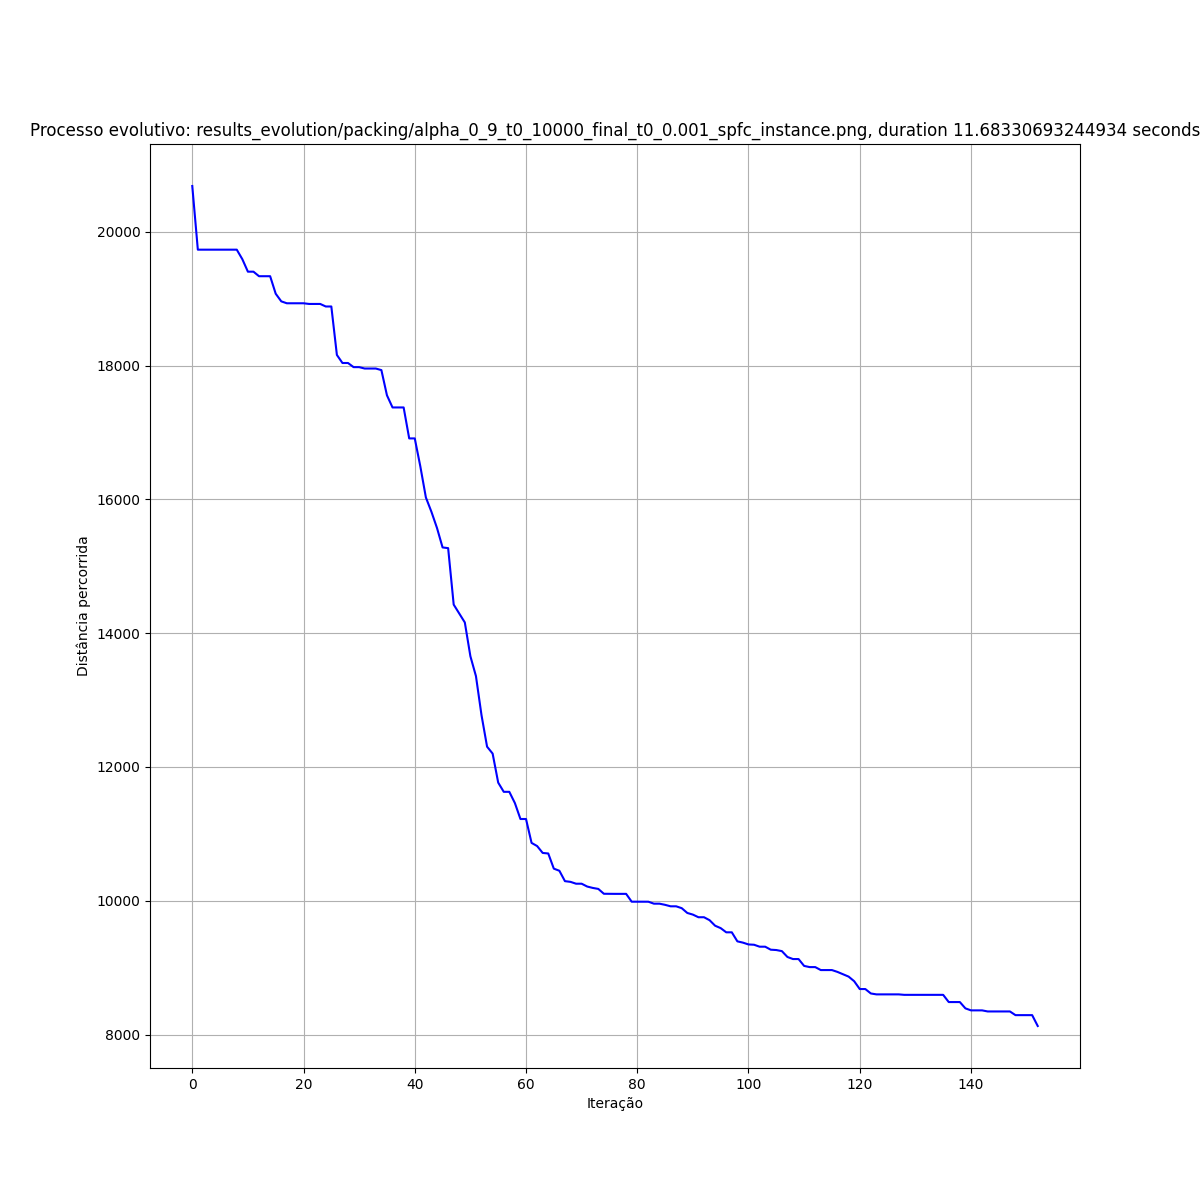 Processo evolutivo: results_evolution/packing/alpha_0_9_t0_10000_final_t0_0.001_spfc_instance.png, duration 11.68330693244934 seconds
20000
18000
16000
14000
12000
10000
8000
Distância percorrida
0 20 40 60 80 100 120 140
Iteração